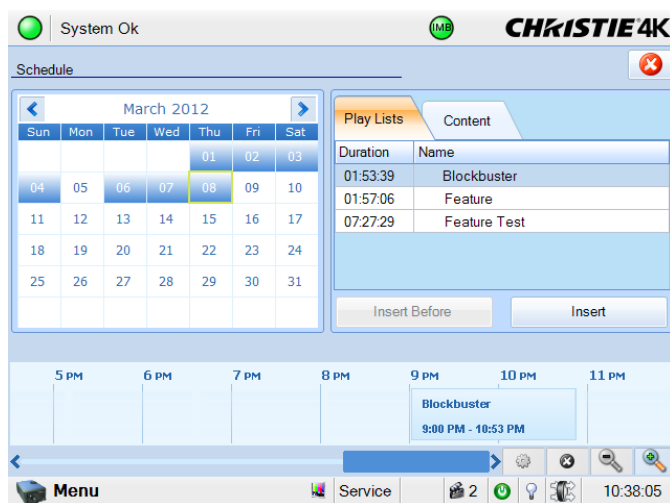 System Ok
IMB
CHRISTIE 4K
Schedule
March 2012
Sun Mon Tue Wed Thu Fri Sat
01 02 03
04 05 06 07 08 09 10
11 12 13 14 15 16 17
18 19 20 21 22 23 24
25 26 27 28 29 30 31
Play Lists
Content
Duration Name
01:53:39 Blockbuster
01:57:06 Feature
07:27:29 Feature Test
Insert Before
Insert
5 PM 6 PM 7 PM 8 PM 9 PM 10 PM 11 PM
Blockbuster
9:00 PM - 10:53 PM
Menu
Service
2
10:38:05